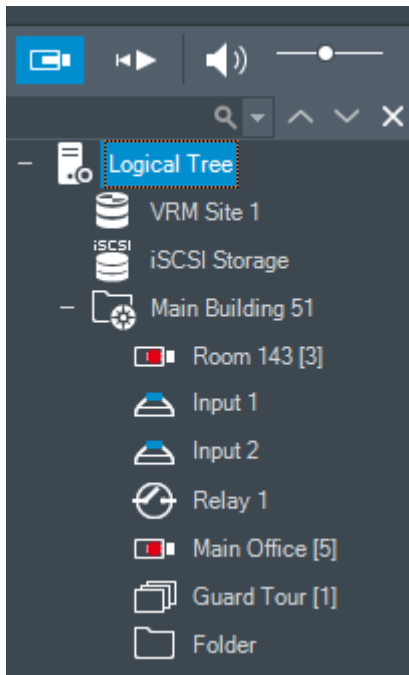 Logical Tree
VRM Site 1
iSCSI
iSCSI Storage
Main Building 51
Room 143 [3]
Input 1
Input 2
Relay 1
Main Office [5]
Guard Tour [1]
Folder